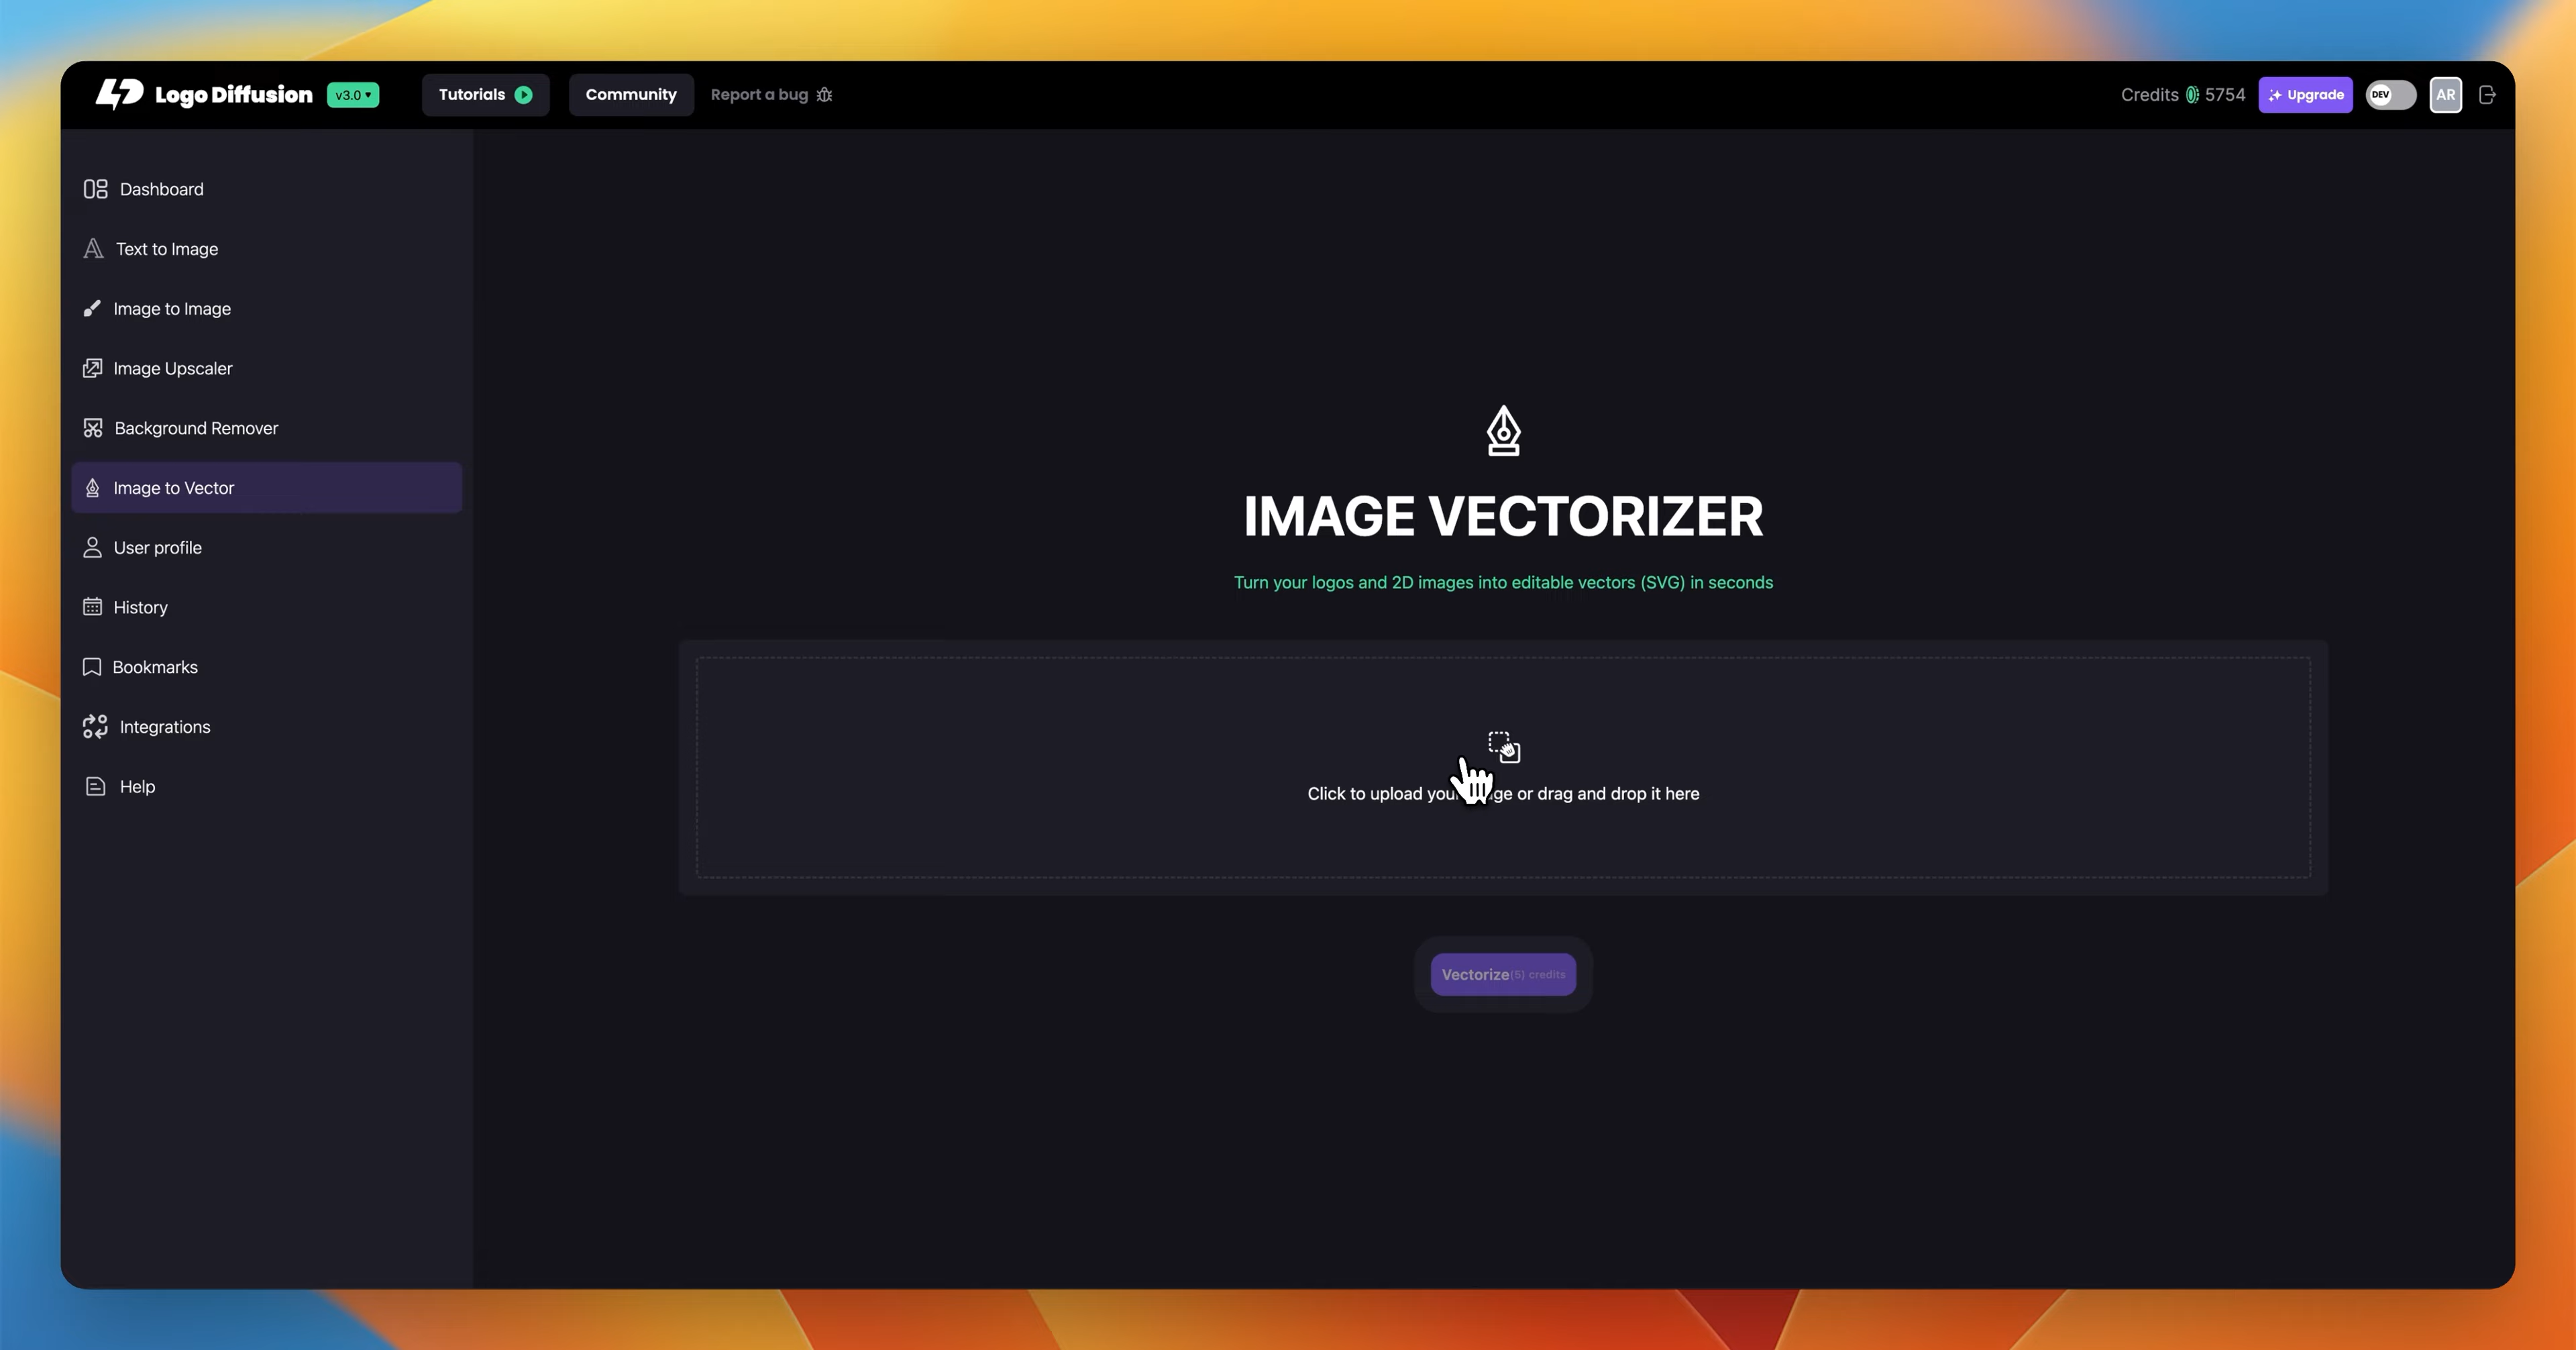 Logo Diffusion v3.0 Tutorials Community Report a bug Credits 5754 Upgrade DEV AR
Dashboard
Text to Image
Image to Image
Image Upscaler
Background Remover
Image to Vector
User profile
History
Bookmarks
Integrations
Help
IMAGE VECTORIZER
Turn your logos and 2D images into editable vectors (SVG) in seconds
Click to upload or drag and drop it here
Vectorize(5) credits